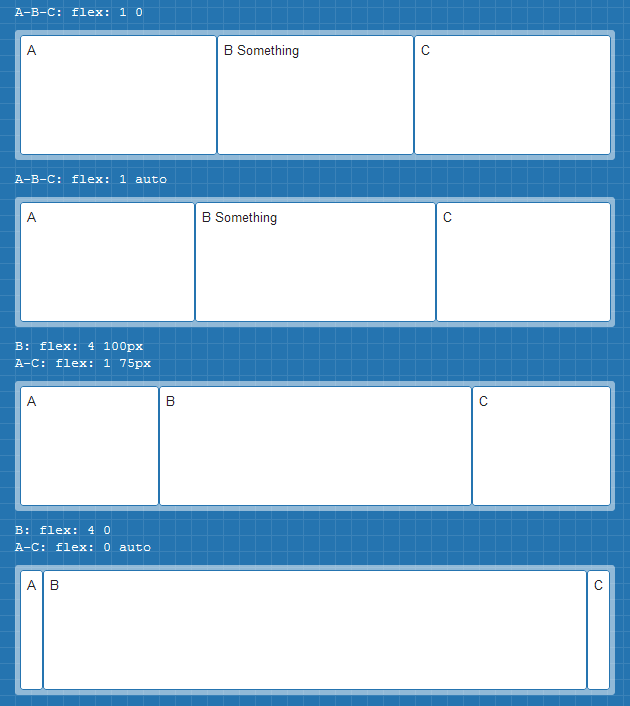 A-B-C: flex: 1 0
A B Something C
A-B-C: flex: 1 auto
A B Something C
B: flex: 4 100px
A-C: flex: 1 75px
A B C
B: flex: 4 0
A-C: flex: 0 auto
A B C